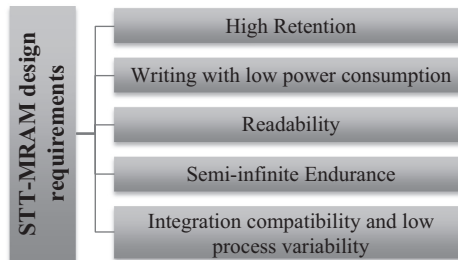 STT-MRAM design
requirements
High Retention
Writing with low power consumption
Readability
Semi-infinite Endurance
Integration compatibility and low
process variability